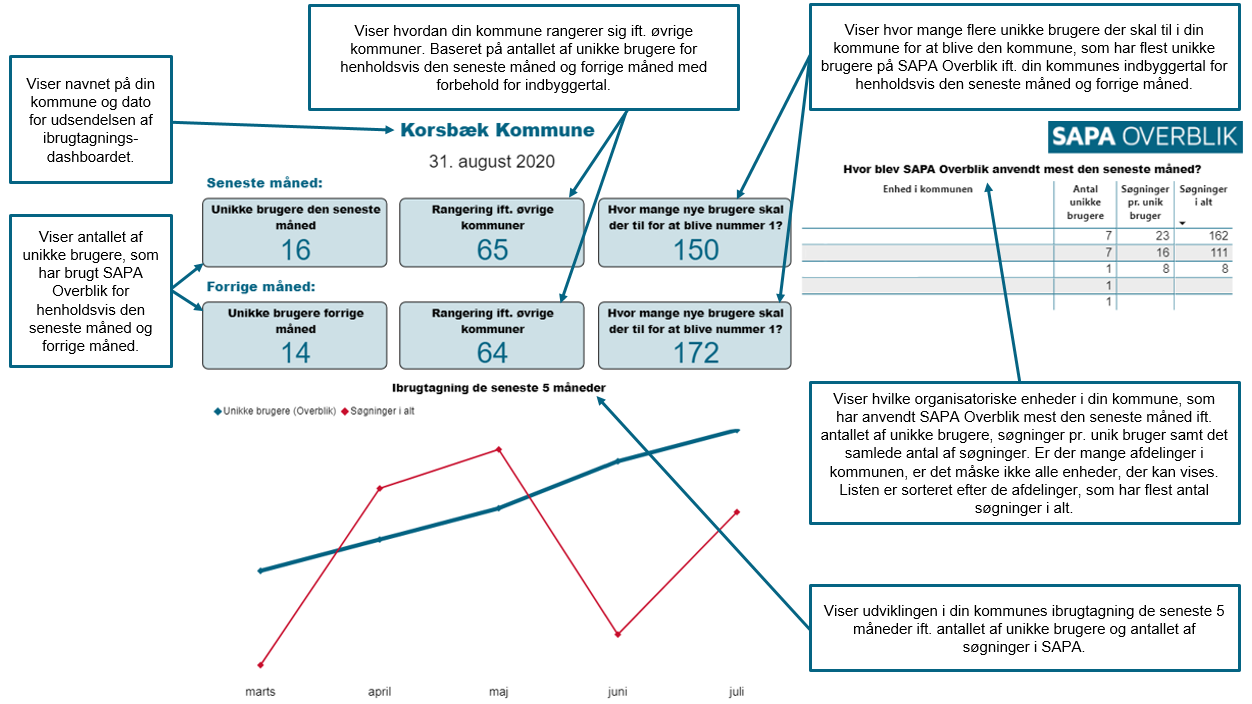 Viser hvordan din kommune rangerer sig ift. øvrige
kommuner. Baseret på antallet af unikke brugere for
henholdsvis den seneste måned og forrige måned med
forbehold for indbyggertal.
Viser hvor mange flere unikke brugere der skal til i din
kommune for at blive den kommune, som har flest unikke
brugere på SAPA Overblik ift. din kommunes indbyggertal for
henholdsvis den seneste måned og forrige måned.
Viser navnet på din
kommune og dato
for udsendelsen af
ibrugtagnings-
dashboardet.
Korsbæk Kommune
31. august 2020
SAPA OVERBLIK
Seneste måned:
Unikke brugere den seneste
måned
16
Rangering ift. øvrige
kommuner
65
Hvor mange nye brugere skal
der til for at blive nummer 1?
150
Forrige måned:
Unikke brugere forrige
måned
14
Rangering ift. øvrige
kommuner
64
Hvor mange nye brugere skal
der til for at blive nummer 1?
172
Viser antallet af
unikke brugere, som
har brugt SAPA
Overblik for
henholdsvis den
seneste måned og
forrige måned.
Hvor blev SAPA Overblik anvendt mest den seneste måned?
Enhed i kommunen
Antal
unikke
brugere
Søgninger
pr. unik
bruger
Søgninger
i alt
7 23 162
7 16 111
1 8 8
1
1
Viser hvilke organisatoriske enheder i din kommune, som
har anvendt SAPA Overblik mest den seneste måned ift.
antallet af unikke brugere, søgninger pr. unik bruger samt det
samlede antal af søgninger. Er der mange afdelinger i
kommunen, er det måske ikke alle enheder, der kan vises.
Listen er sorteret efter de afdelinger, som har flest antal
søgninger i alt.
Ibrugtagning de seneste 5 måneder
Unikke brugere (Overblik) Søgninger i alt
marts april maj juni juli
Viser udviklingen i din kommunes ibrugtagning de seneste 5
måneder ift. antallet af unikke brugere og antallet af
søgninger i SAPA.